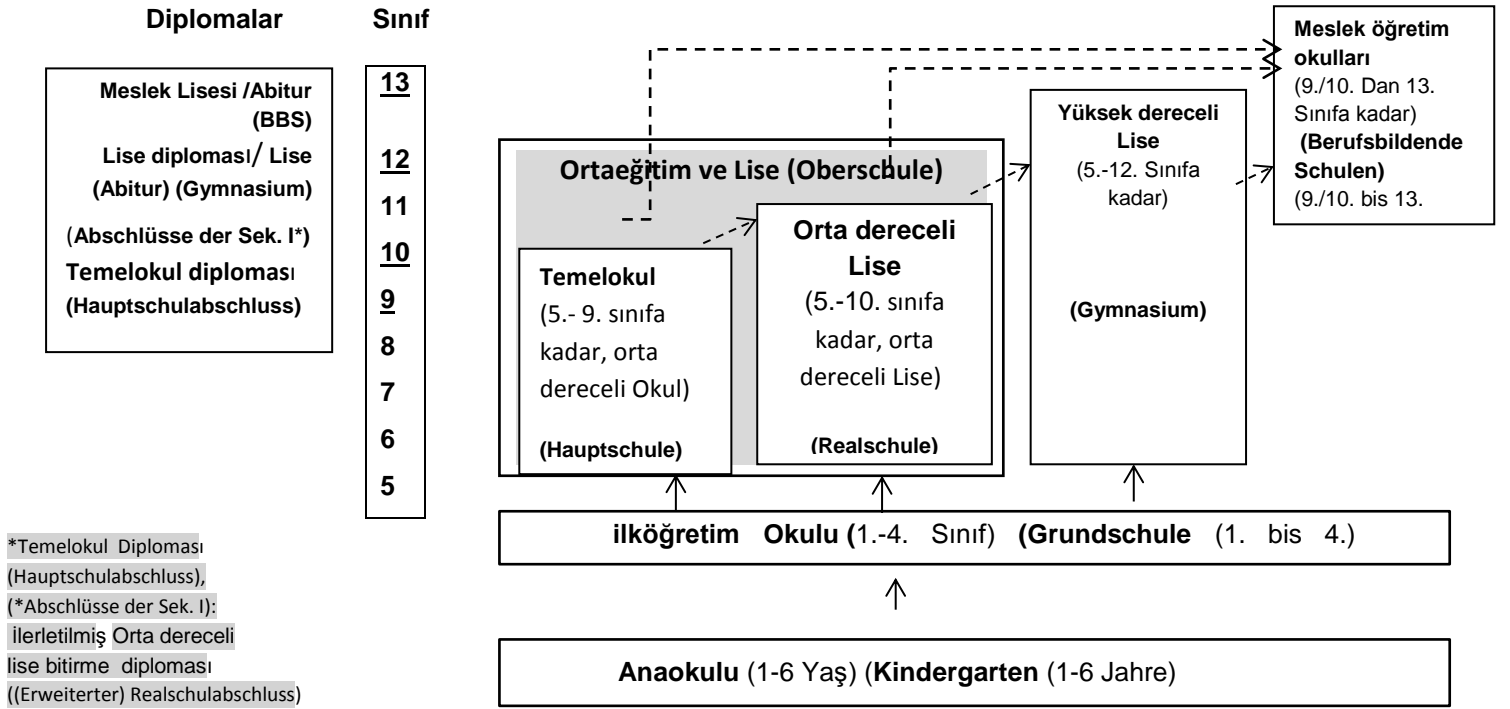 Diplomalar
Sınıf
Meslek Lisesi /Abitur
(BBS)
Lise diploması/ Lise
(Abitur) (Gymnasium)
(Abschlüsse der Sek. I*)
Temelokul diploması
(Hauptschulabschluss)
13
12
11
10
9
8
7
6
5
Ortaeğitim ve Lise (Oberschule)
Temelokul
(5.- 9. sınıfa
kadar, orta
dereceli Okul)
(Hauptschule)
Orta dereceli
Lise
(5.-10. sınıfa
kadar, orta
dereceli Lise)
(Realschule)
Yüksek dereceli
Lise
(5.-12. Sınıfa
kadar)
(Gymnasium)
Meslek öğretim
okulları
(9./10. Dan 13.
Sınıfa kadar)
(Berufsbildende
Schulen)
(9./10. bis 13.
ilköğretim Okulu (1.-4. Sınıf) (Grundschule (1. bis 4.)
Anaokulu (1-6 Yaş) (Kindergarten (1-6 Jahre)
*Temelokul Diploması
(Hauptschulabschluss),
(*Abschlüsse der Sek. I):
İlerletilmiş Orta dereceli
lise bitirme diploması
((Erweiterter) Realschulabschluss)